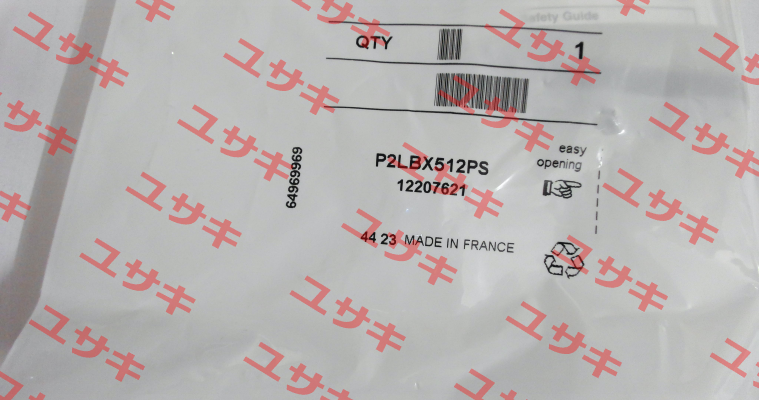 Safety Guide
QTY 1
easy
opening
P2LBX512PS
12207621
64969969
44 23 MADE IN FRANCE
ユサキ